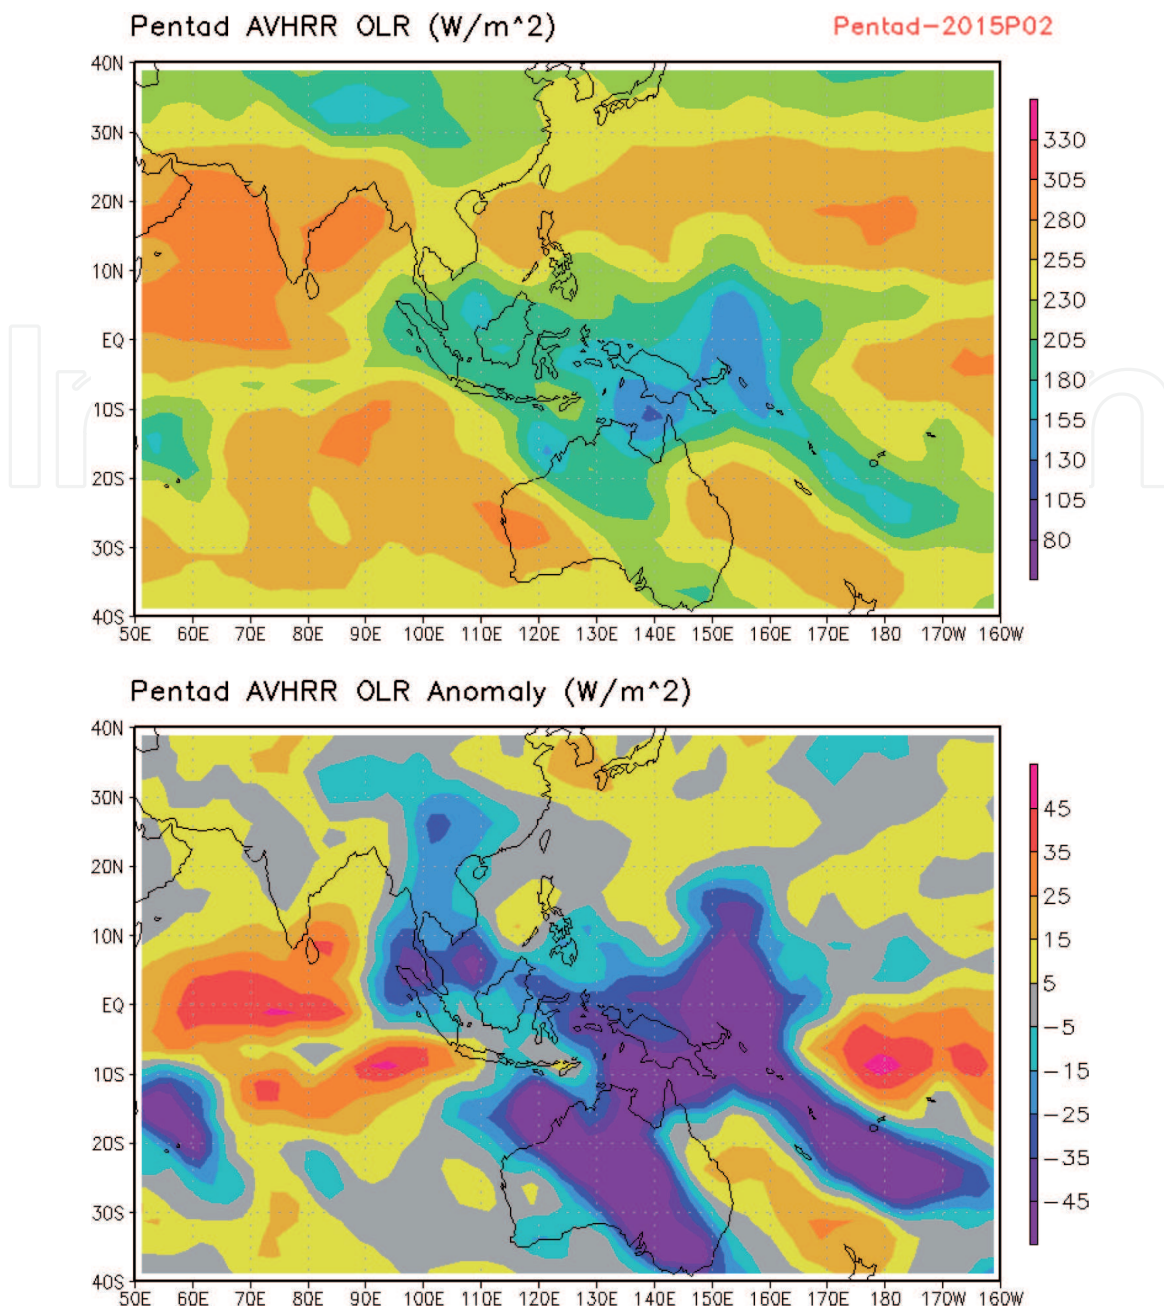 Pentad AVHRR OLR (W/m^2) Pentad-2015P02
40N
30N
20N
10N
EQ
10S
20S
30S
40S
50E 60E 70E 80E 90E 100E 110E 120E 130E 140E 150E 160E 170E 180 170W 160W
330
305
280
255
230
205
180
155
130
105
80
Pentad AVHRR OLR Anomaly (W/m^2)
40N
30N
20N
10N
EQ
10S
20S
30S
40S
50E 60E 70E 80E 90E 100E 110E 120E 130E 140E 150E 160E 170E 180 170W 160W
45
35
25
15
5
-5
-15
-25
-35
-45